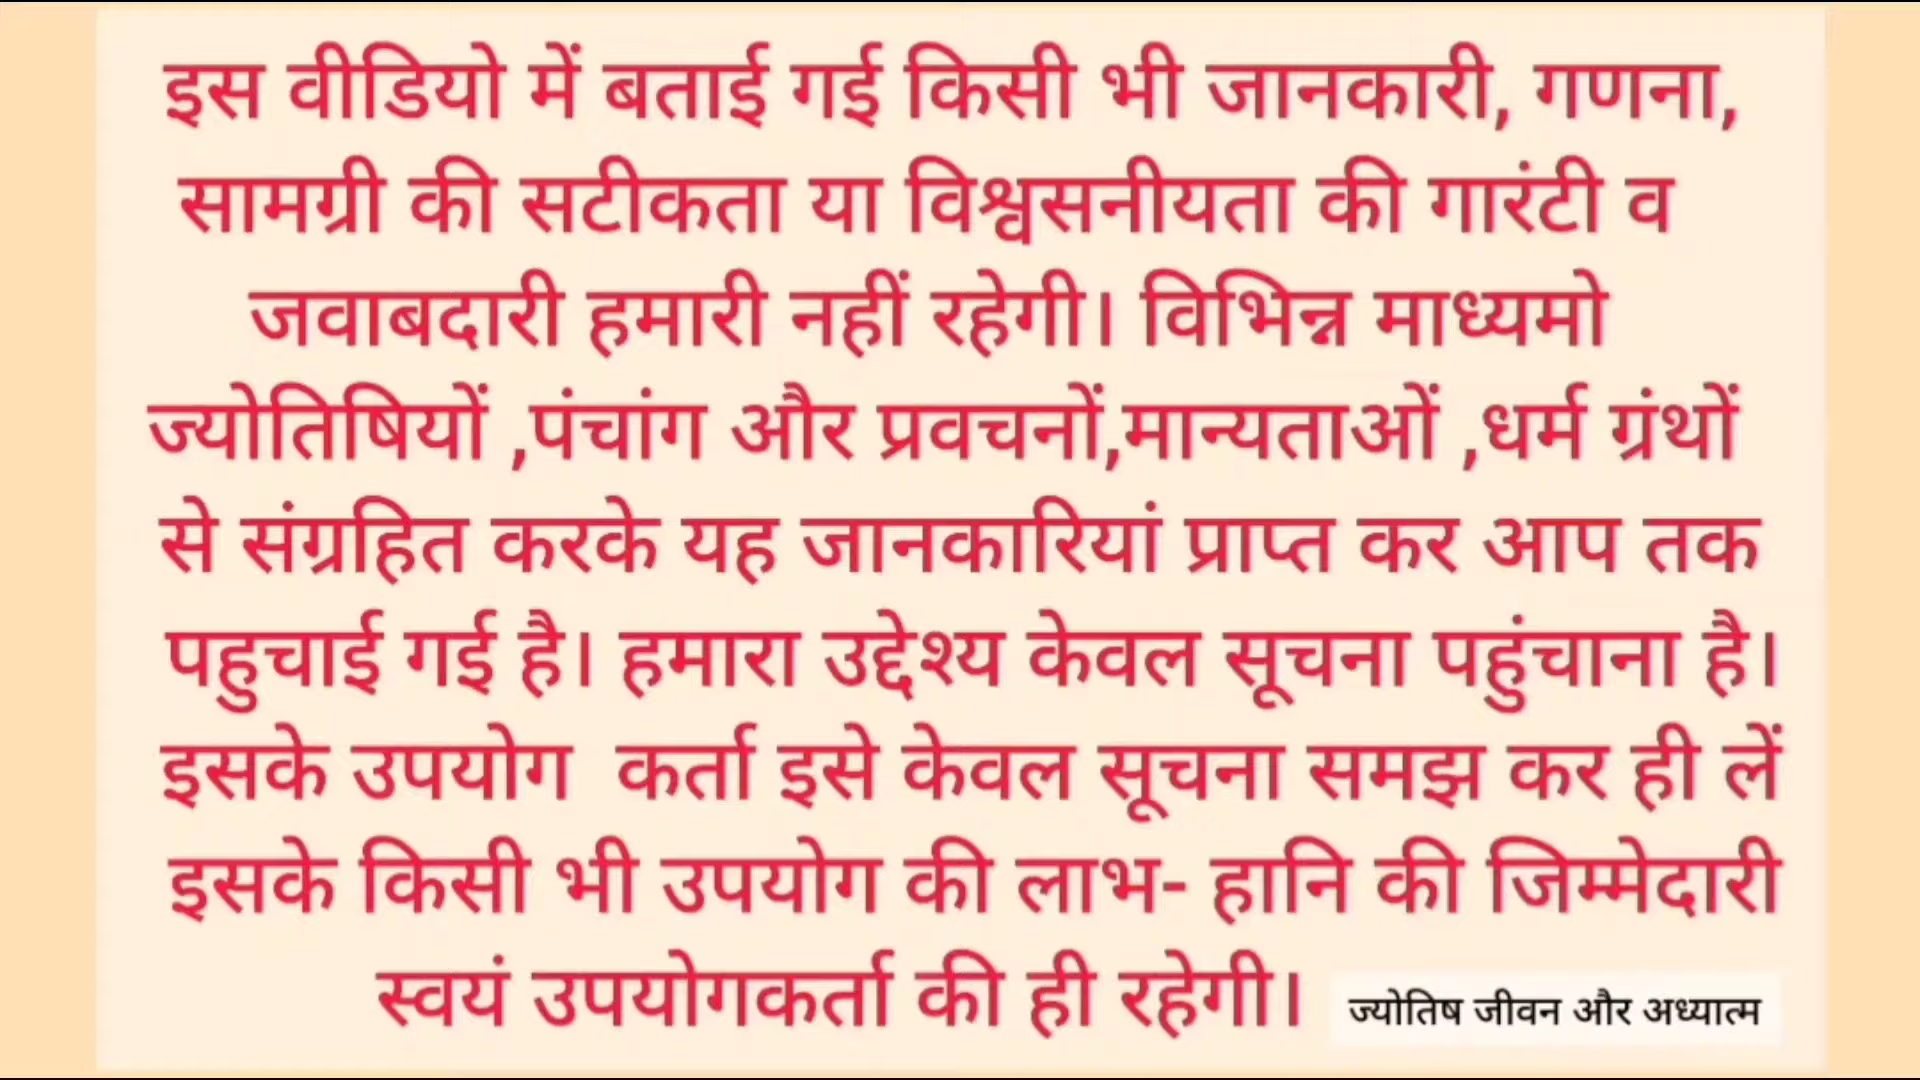 इस वीडियो में बताई गई किसी भी जानकारी, गणना,
सामग्री की सटीकता या विश्वसनीयता की गारंटी व
जवाबदारी हमारी नहीं रहेगी। विभिन्न माध्यमो
ज्योतिषियों ,पंचांग और प्रवचनों,मान्यताओं ,धर्म ग्रंथों
से संग्रहित करके यह जानकारियां प्राप्त कर आप तक
पहुचाई गई है। हमारा उद्देश्य केवल सूचना पहुंचाना है।
इसके उपयोग  कर्ता इसे केवल सूचना समझ कर ही लें
इसके किसी भी उपयोग की लाभ- हानि की जिम्मेदारी
स्वयं उपयोगकर्ता की ही रहेगी।
ज्योतिष जीवन और अध्यात्म